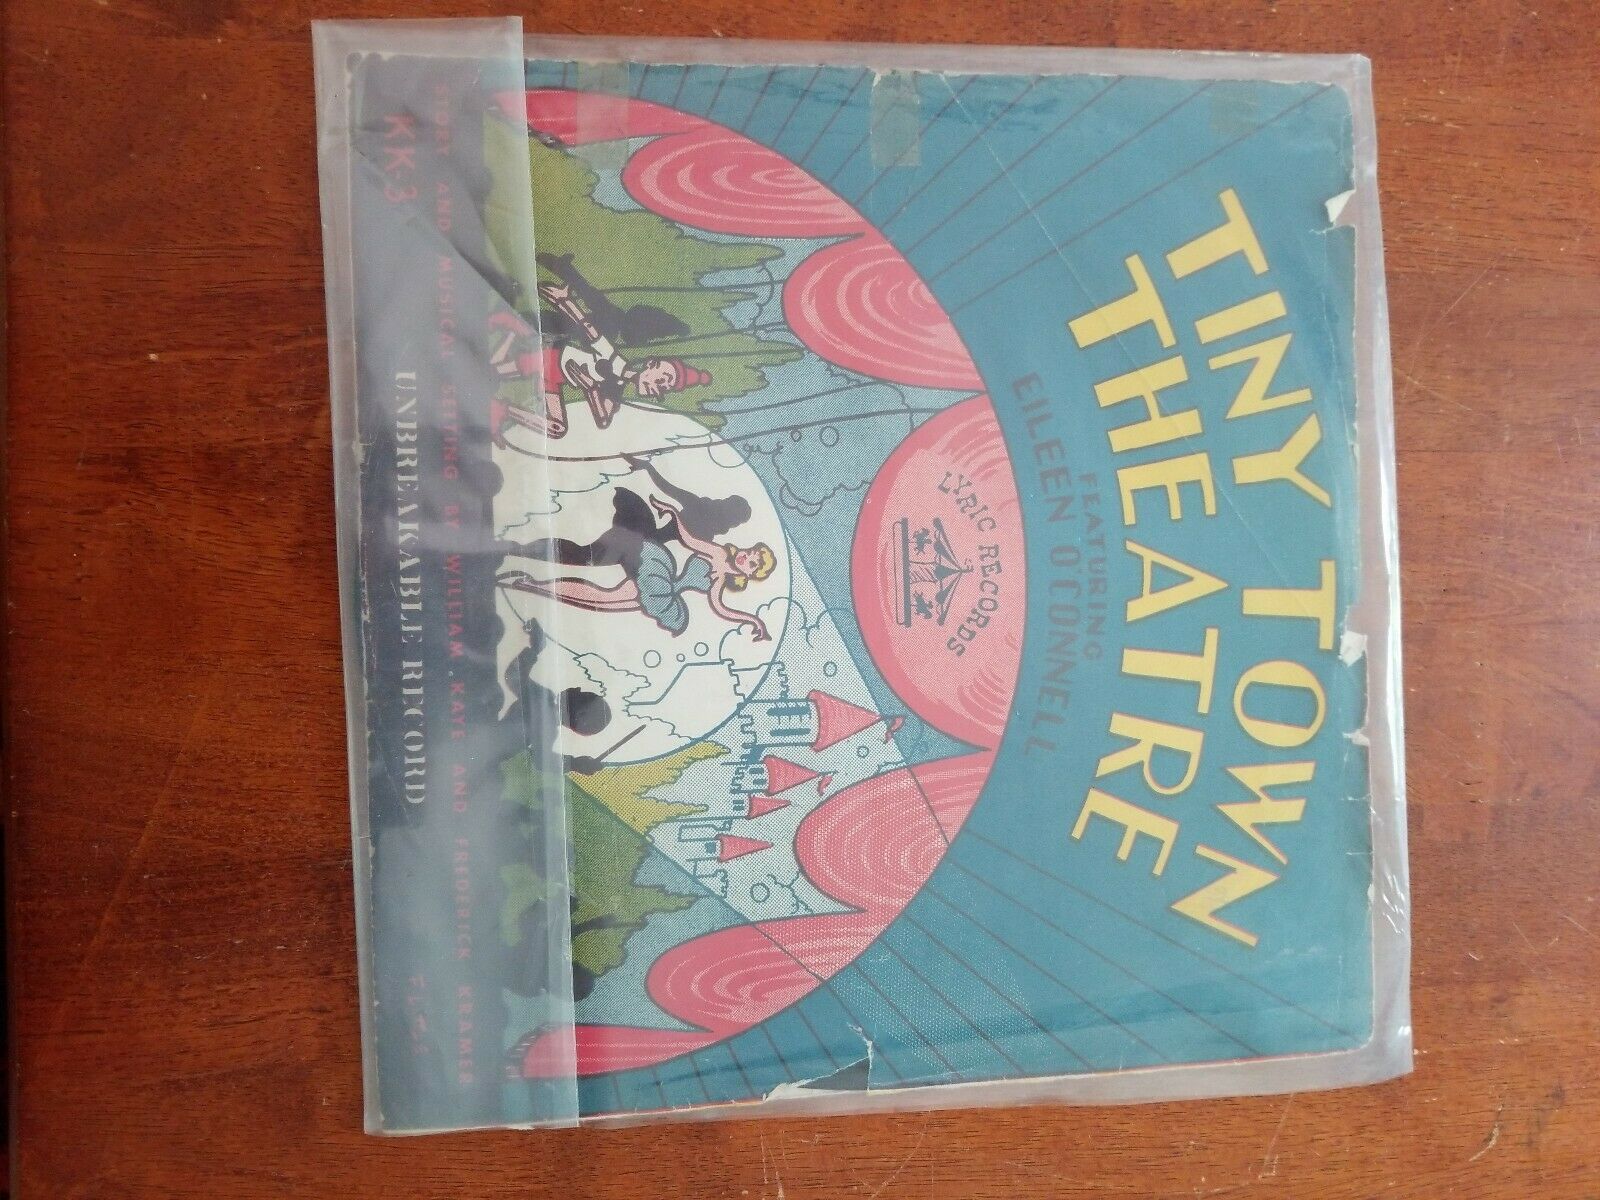 TINY TOWN
THEATRE
FEATURING
EILEEN O'CONNELL
LYRIC RECORDS
STORY AND MUSICAL SETTING BY WILLIAM KAYE AND FREDERICK KRAMER
KK-3
UNBREAKABLE RECORD